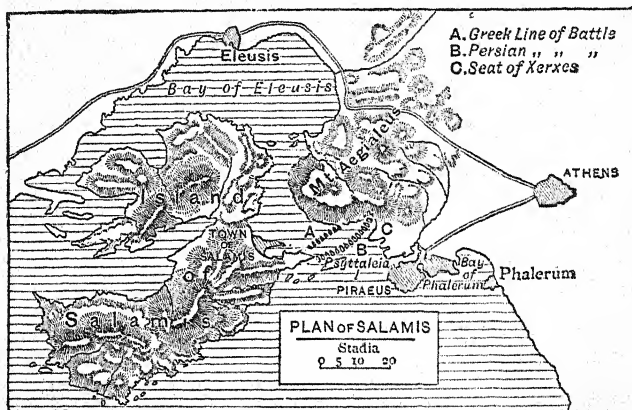 A. Greek Line of Battle
B. Persian „ „ „
C. Seat of Xerxes
Eleusis
Bay of Eleusis
Mt. Aegialeus
ATHENS
Island
TOWN
OF
SALAMIS
A
B
C
Psyttaleia
PIRAEUS
Bay
of
Phalerum
Phalerum
of
Salamis
PLAN OF SALAMIS
Stadia
0 5 10 20